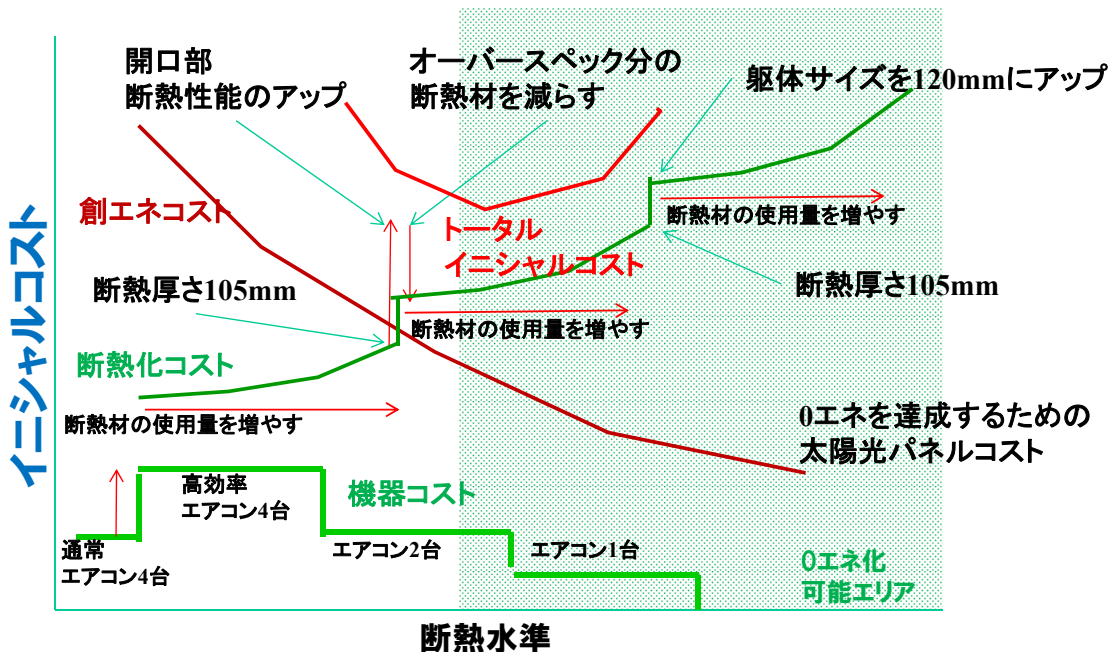 開口部
断熱性能のアップ
オーバースペック分の
断熱材を減らす
躯体サイズを120mmにアップ
創エネコスト
断熱材の使用量を増やす
トータル
イニシャルコスト
断熱厚さ105mm
断熱厚さ105mm
断熱材の使用量を増やす
断熱化コスト
断熱材の使用量を増やす
0エネを達成するための
太陽光パネルコスト
イニシャルコスト
高効率
エアコン4台
機器コスト
通常
エアコン4台
エアコン2台
エアコン1台
0エネ化
可能エリア
断熱水準